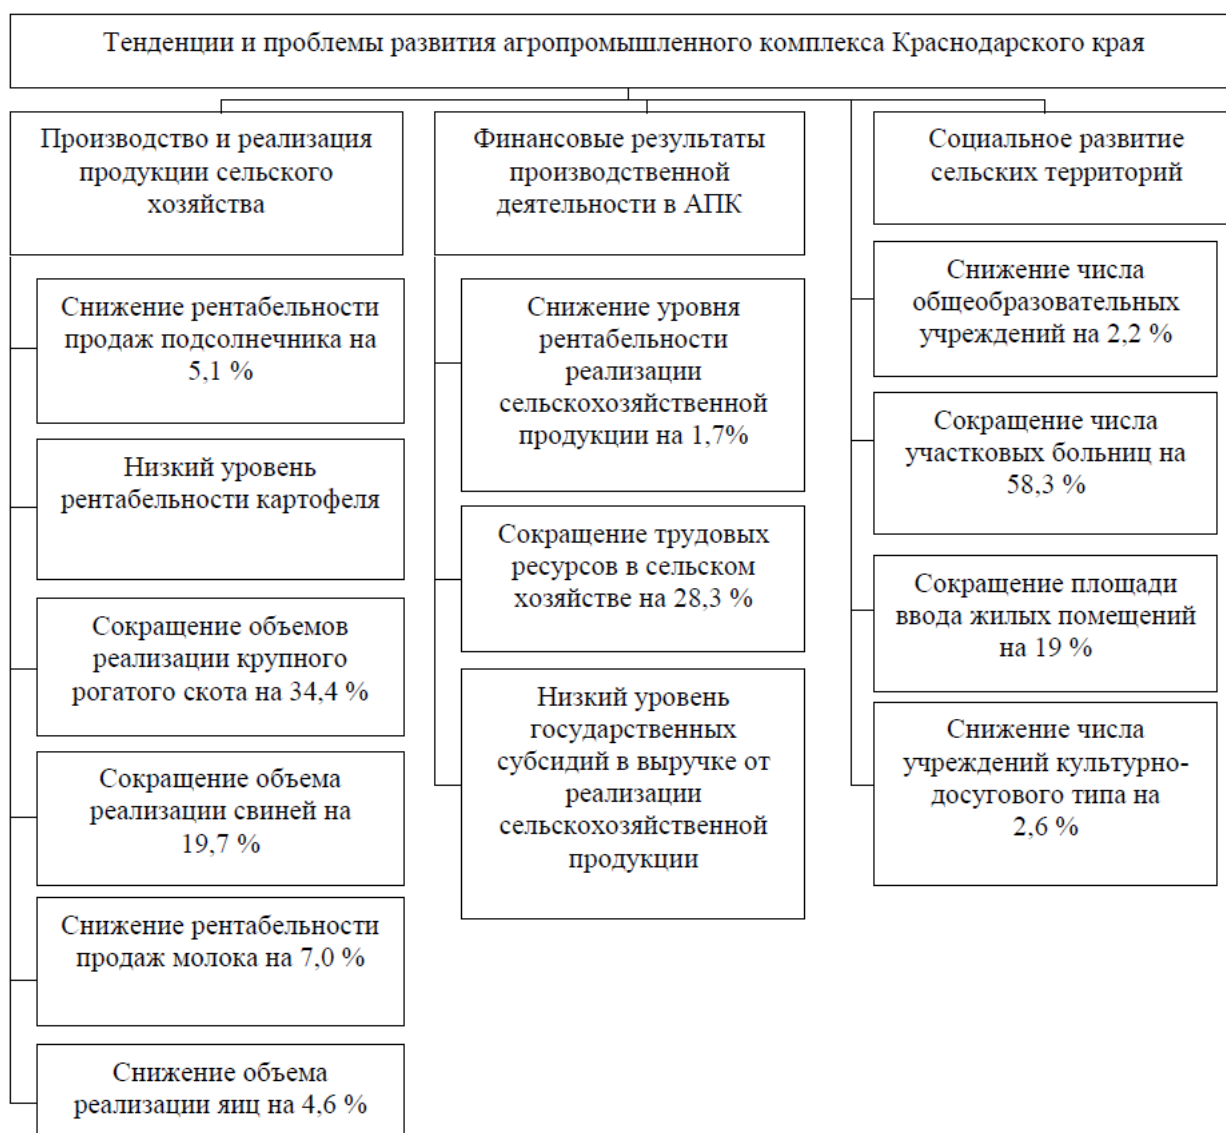 Тенденции и проблемы развития агропромышленного комплекса Краснодарского края
Производство и реализация
продукции сельского
хозяйства
Снижение рентабельности
продаж подсолнечника на
5,1 %
Низкий уровень
рентабельности картофеля
Сокращение объемов
реализации крупного
рогатого скота на 34,4 %
Сокращение объема
реализации свиней на
19,7 %
Снижение рентабельности
продаж молока на 7,0 %
Снижение объема
реализации яиц на 4,6 %
Финансовые результаты
производственной
деятельности в АПК
Снижение уровня
рентабельности
реализации
сельскохозяйственной
продукции на 1,7%
Сокращение трудовых
ресурсов в сельском
хозяйстве на 28,3 %
Низкий уровень
государственных
субсидий в выручке от
реализации
сельскохозяйственной
продукции
Социальное развитие
сельских территорий
Снижение числа
общеобразовательных
учреждений на 2,2 %
Сокращение числа
участковых больниц на
58,3 %
Сокращение площади
ввода жилых помещений
на 19 %
Снижение числа
учреждений культурно-
досугового типа на
2,6 %